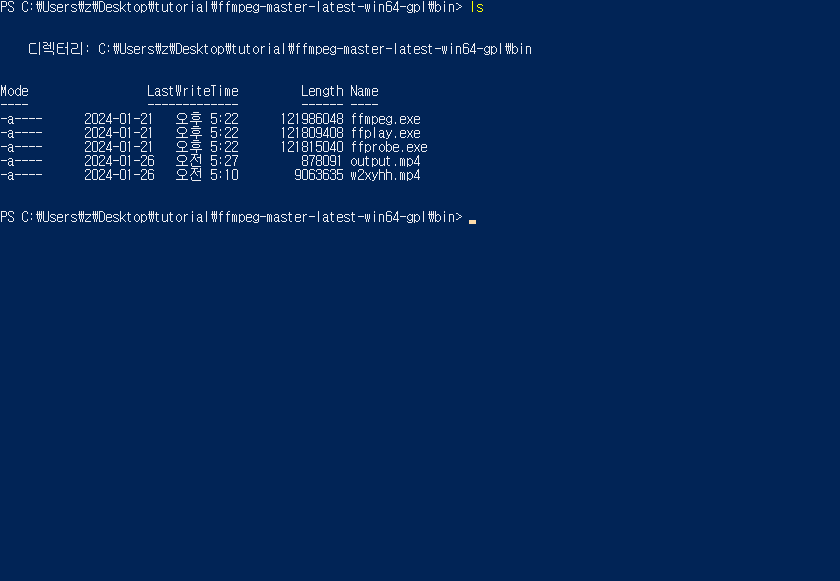 PS C:₩Users₩z₩Desktop₩tutorial₩ffmpeg-master-latest-win64-gpl₩bin> ls
디렉터리: C:₩Users₩z₩Desktop₩tutorial₩ffmpeg-master-latest-win64-gpl₩bin
Mode LastWriteTime Length Name
---- ------------- ------ ----
-a---- 2024-01-21 오후 5:22 121986048 ffmpeg.exe
-a---- 2024-01-21 오후 5:22 121809408 ffplay.exe
-a---- 2024-01-21 오후 5:22 121815040 ffprobe.exe
-a---- 2024-01-26 오전 5:27 878091 output.mp4
-a---- 2024-01-26 오전 5:10 9063635 w2xyhh.mp4
PS C:₩Users₩z₩Desktop₩tutorial₩ffmpeg-master-latest-win64-gpl₩bin>